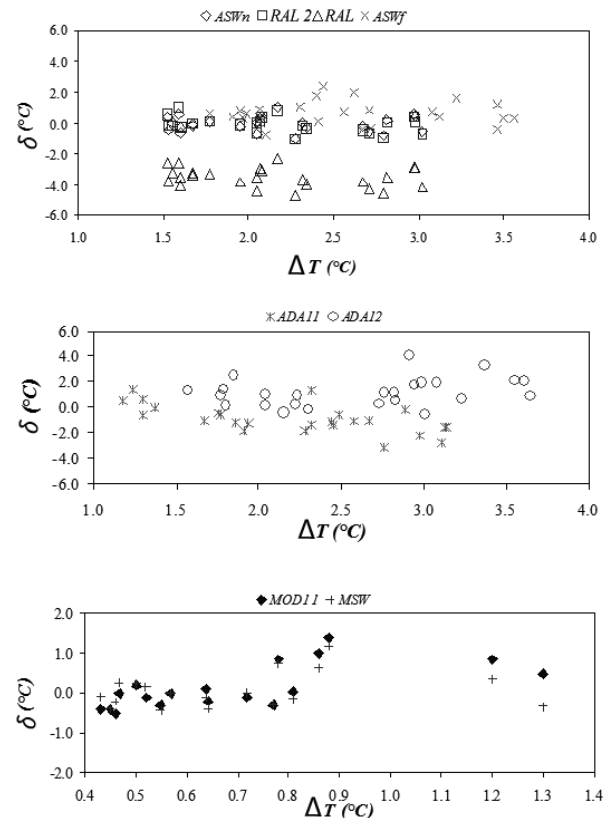 ◇ASWn □RAL 2△RAL ×ASWf
6.0
4.0
2.0
0.0
-2.0
-4.0
-6.0
δ (°C)
1.0 1.5 2.0 2.5 3.0 3.5 4.0
ΔT (°C)
ADA11 ○ADA12
6.0
4.0
2.0
0.0
-2.0
-4.0
-6.0
δ (°C)
1.0 1.5 2.0 2.5 3.0 3.5 4.0
ΔT (°C)
◆MOD11 + MSW
2.0
1.0
0.0
-1.0
-2.0
δ (°C)
0.4 0.5 0.6 0.7 0.8 0.9 1.0 1.1 1.2 1.3 1.4
ΔT (°C)